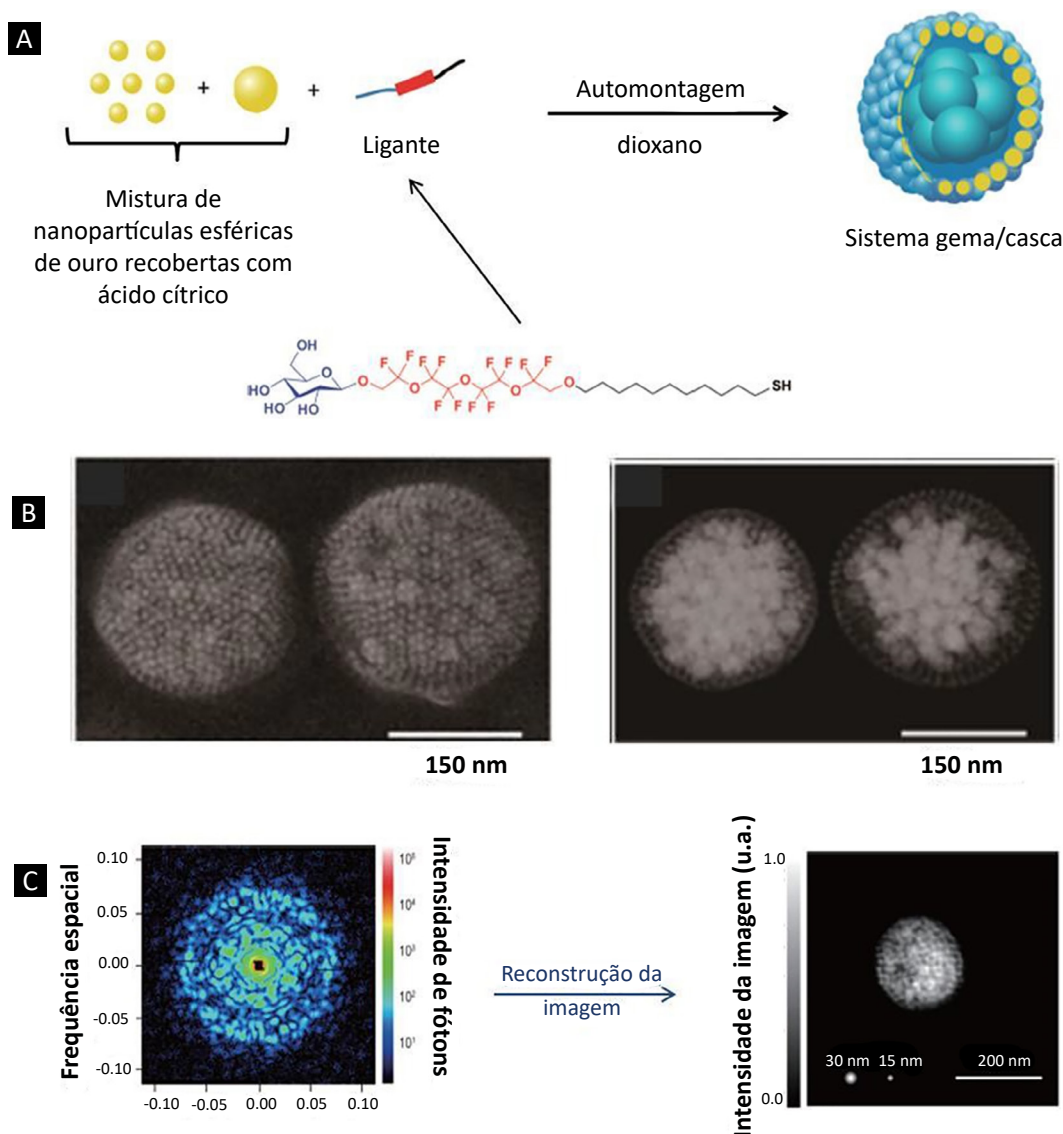 A
+
+
Ligante
Automontagem
dioxano
Mistura de
nanopartículas esféricas
de ouro recobertas com
ácido cítrico
Sistema gema/casca
OH
HO
HO
OH
O
O
F F
F F
F F
F F
F F
F F
O
O
O
O
SH
B
150 nm
150 nm
C
Frequência espacial
0.10
0.05
0.00
-0.05
-0.10
-0.10 -0.05 0.00 0.05 0.10
10⁴
10³
10²
10¹
Intensidade de fótons
Reconstrução da
imagem
Intensidade da imagem (u.a.)
1.0
0.0
30 nm 15 nm 200 nm